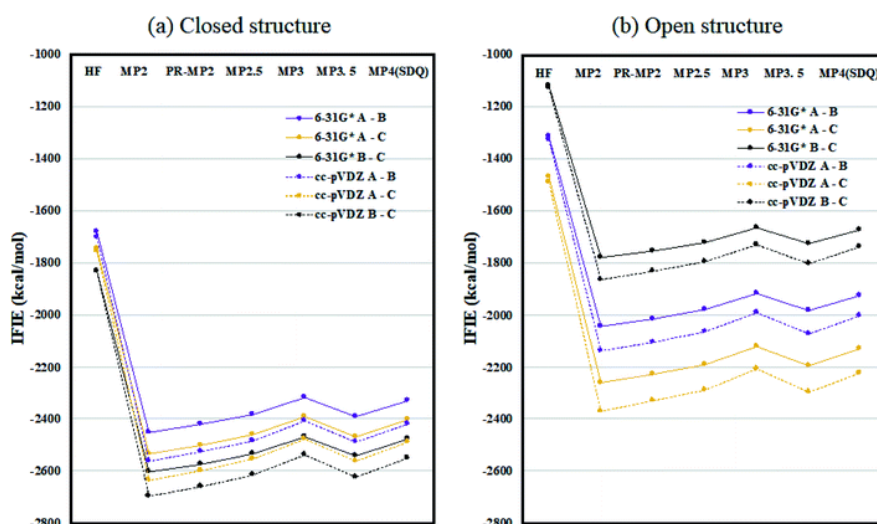 (a) Closed structure
-1000
HF MP2 PR-MP2 MP2.5 MP3 MP3. 5 MP4(SDQ)
-1200
6-31G* A - B
6-31G* A - C
6-31G* B - C
cc-pVDZ A - B
cc-pVDZ A - C
cc-pVDZ B - C
-1400
-1600
-1800
-2000
-2200
-2400
-2600
-2800
IFIE (kcal/mol)
(b) Open structure
-1000
HF MP2 PR-MP2 MP2.5 MP3 MP3. 5 MP4(SDQ)
-1200
6-31G* A - B
6-31G* A - C
6-31G* B - C
cc-pVDZ A - B
cc-pVDZ A - C
cc-pVDZ B - C
-1400
-1600
-1800
-2000
-2200
-2400
-2600
-2800
IFIE (kcal/mol)